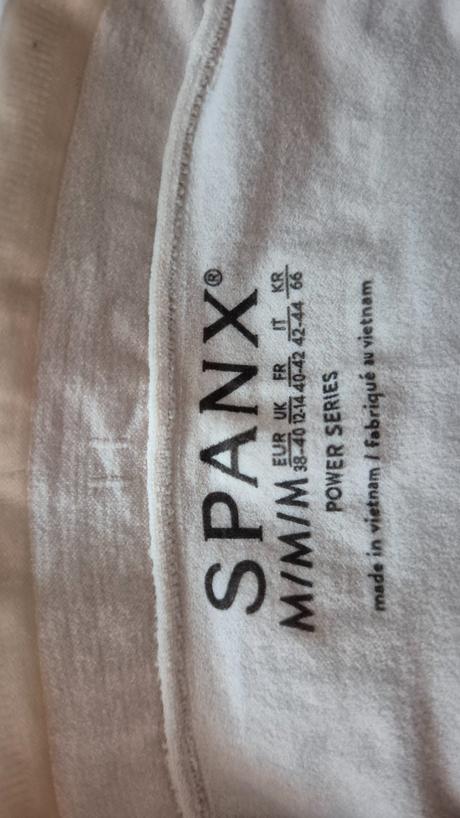 SPANX®
M/M/M EUR UK FR IT KR
38-40 12-14 40-42 42-44 66
POWER SERIES
made in vietnam / fabriqué au vietnam